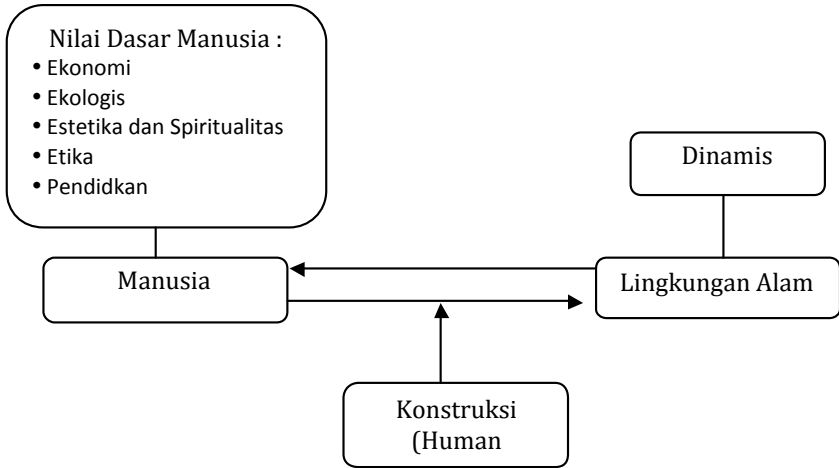 Nilai Dasar Manusia :
• Ekonomi
• Ekologis
• Estetika dan Spiritualitas
• Etika
• Pendidkan
Dinamis
Manusia
Lingkungan Alam
Konstruksi
(Human